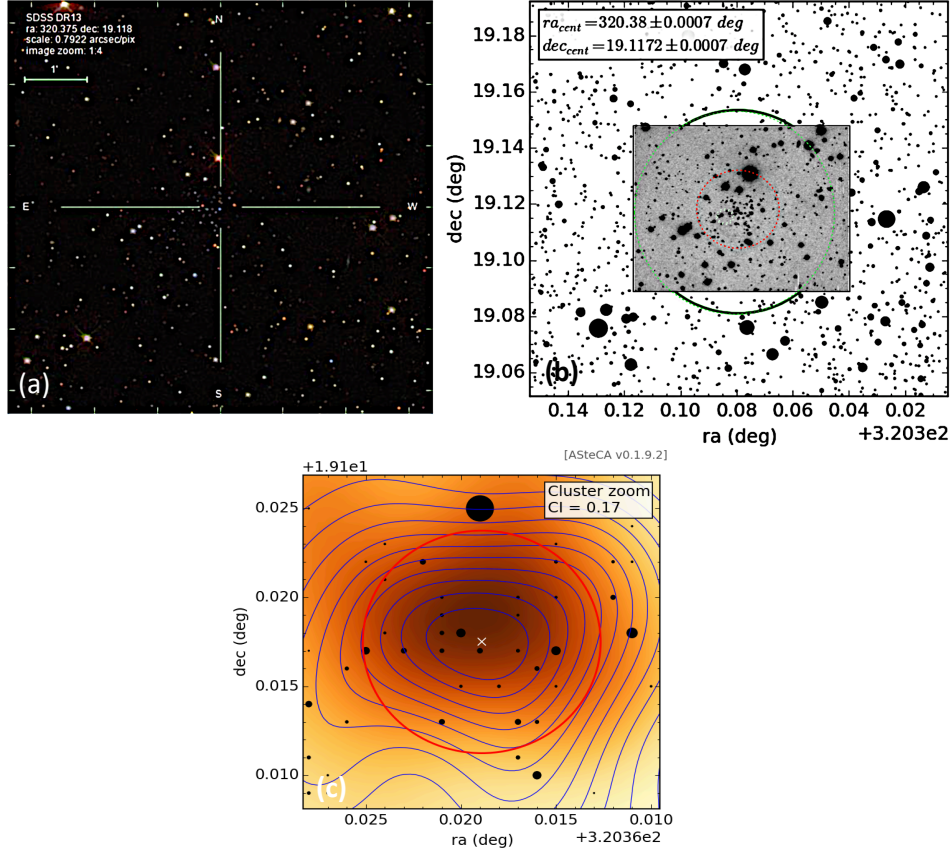 SDSS DR13
ra: 320.375 dec: 19.118
scale: 0.7922 arcsec/pix
image zoom: 1:4
1'
N
E
W
S
(a)
ra_cent = 320.38 ± 0.0007 deg
dec_cent = 19.1172 ± 0.0007 deg
19.18
19.16
19.14
19.12
19.10
19.08
19.06
dec (deg)
(b)
0.14 0.12 0.10 0.08 0.06 0.04 0.02
ra (deg)
+3.203e2
[ASteCA v0.1.9.2]
+1.91e1
Cluster zoom
CI = 0.17
0.025
0.020
0.015
0.010
dec (deg)
(c)
0.025 0.020 0.015 0.010
ra (deg)
+3.2036e2